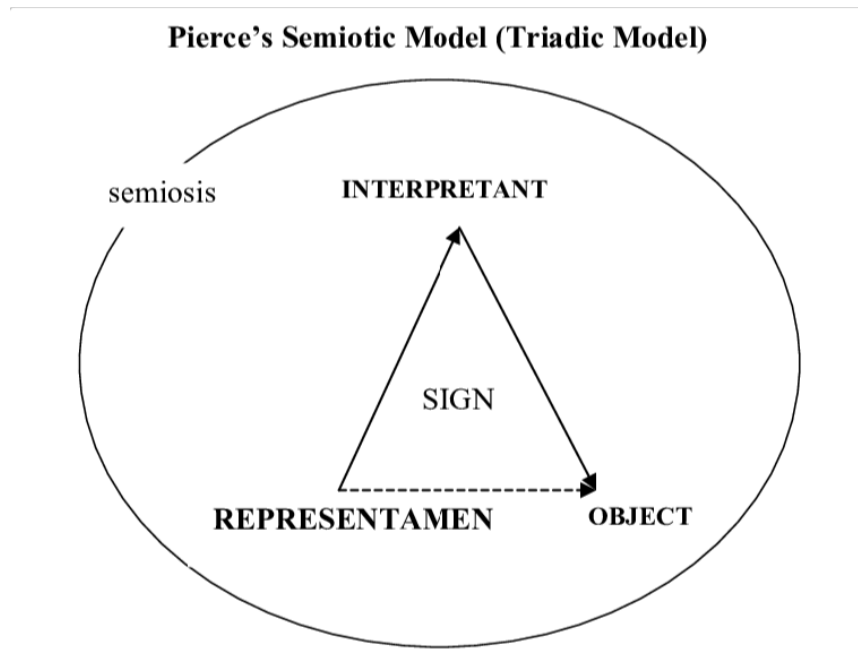 Pierce’s Semiotic Model (Triadic Model)
semiosis
INTERPRETANT
SIGN
REPRESENTAMEN
OBJECT